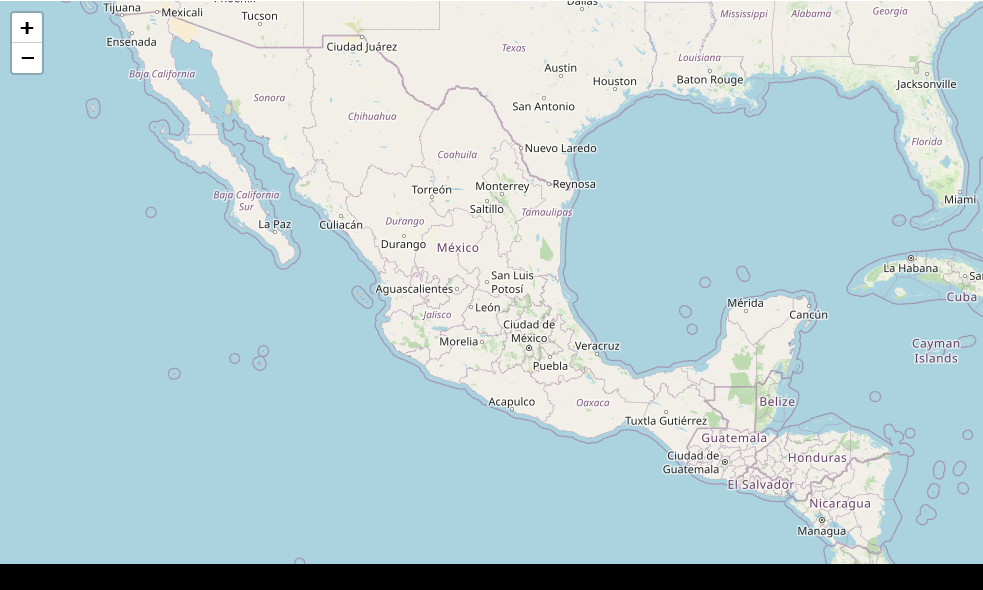 Tijuana
Mexicali
Tucson
Dallas
Mississippi
Alabama
Georgia
+
−
Ensenada
Ciudad Juárez
Texas
Louisiana
Baja California
Austin
Houston
Baton Rouge
Jacksonville
Sonora
Chihuahua
San Antonio
Coahuila
Nuevo Laredo
Florida
Torreón
Monterrey
Reynosa
Baja California
Sur
Saltillo
Tamaulipas
Miami
La Paz
Culiacán
Durango
Durango
México
La Habana
San Luis
Potosí
Aguascalientes
Cuba
León
Jalisco
Mérida
Cancún
Ciudad de
México
Morelia
Veracruz
Puebla
Cayman
Islands
Acapulco
Oaxaca
Belize
Tuxtla Gutiérrez
Guatemala
Ciudad de
Guatemala
Honduras
El Salvador
Nicaragua
Managua